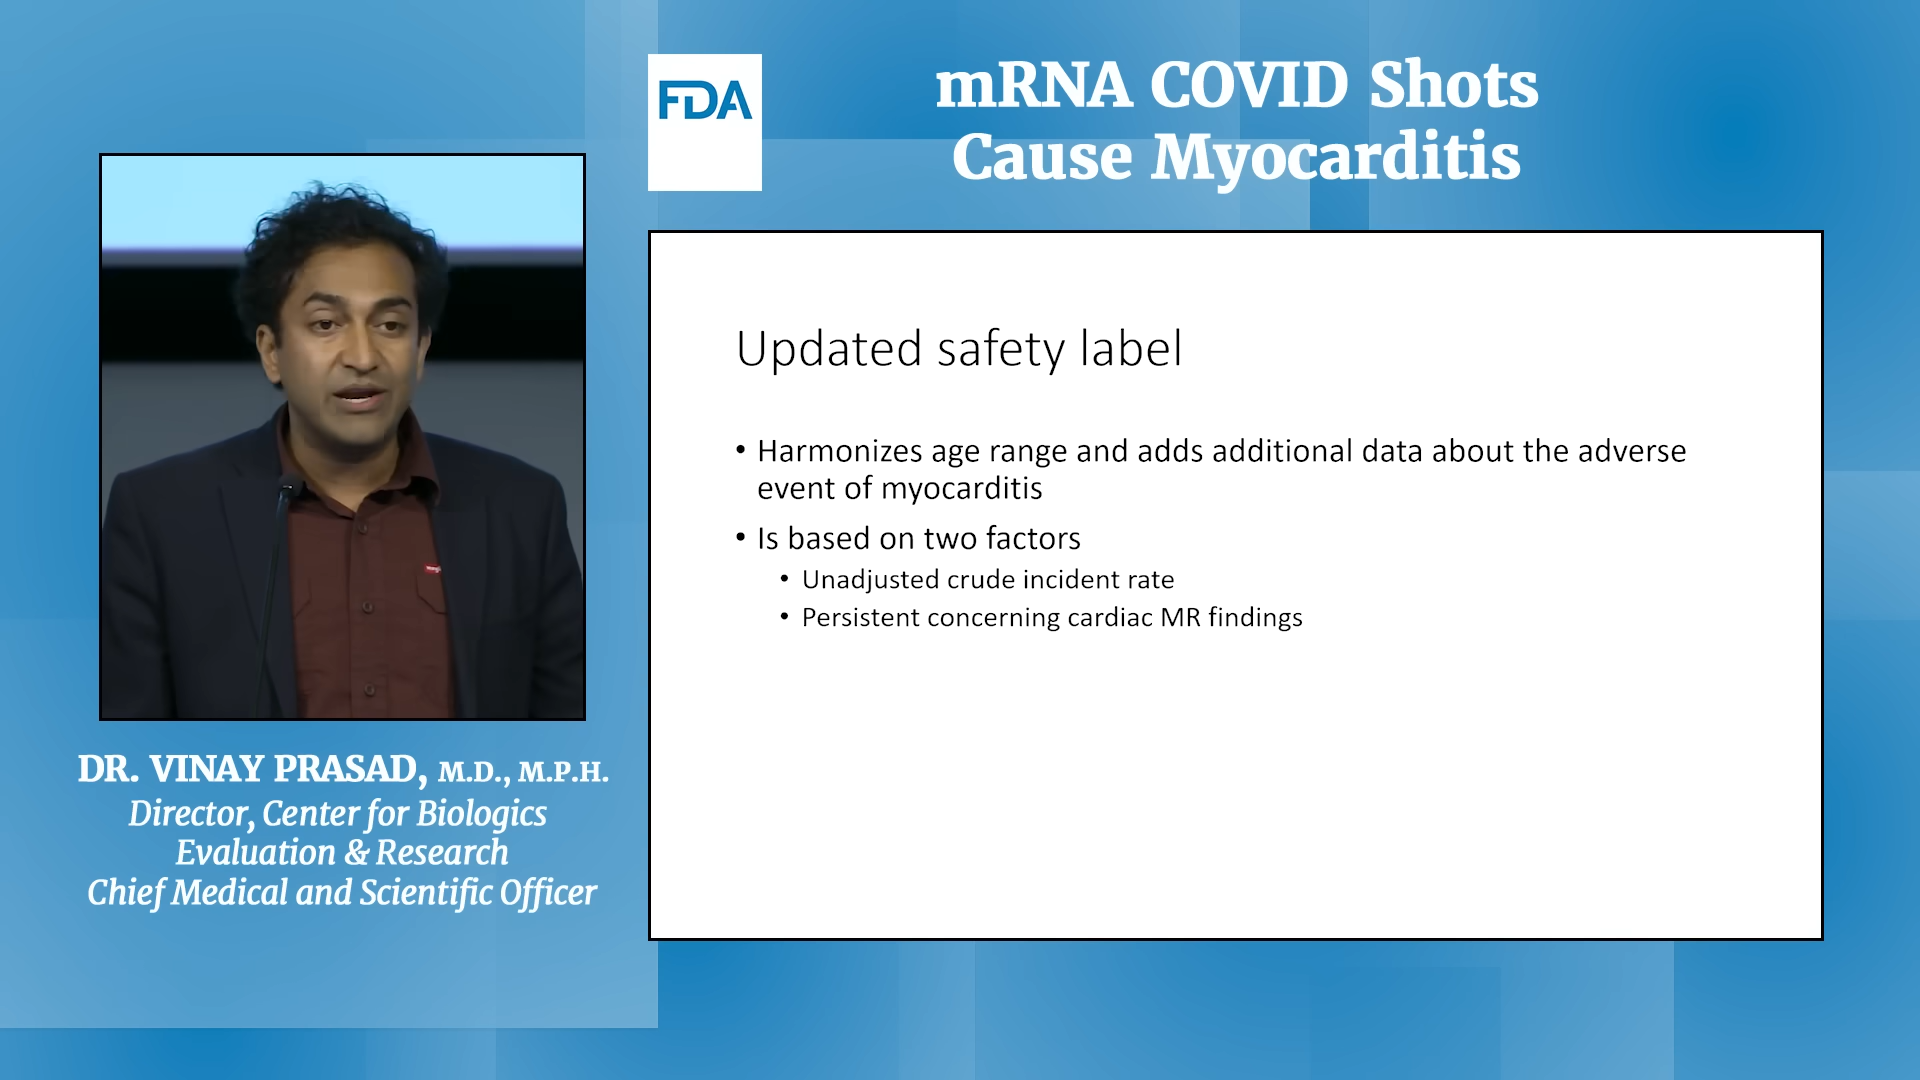 FDA
mRNA COVID Shots
Cause Myocarditis
Updated safety label
• Harmonizes age range and adds additional data about the adverse
event of myocarditis
• Is based on two factors
• Unadjusted crude incident rate
• Persistent concerning cardiac MR findings
DR. VINAY PRASAD, M.D., M.P.H.
Director, Center for Biologics
Evaluation & Research
Chief Medical and Scientific Officer